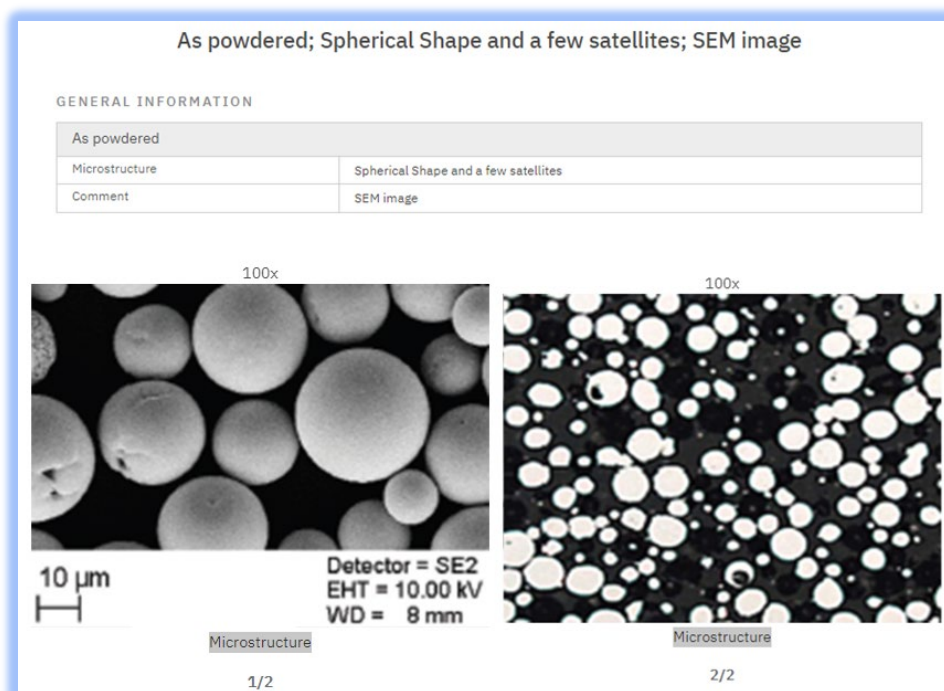 As powdered; Spherical Shape and a few satellites; SEM image
GENERAL INFORMATION
As powdered
Microstructure Spherical Shape and a few satellites
Comment SEM image
100x
100x
10 µm
Detector = SE2
EHT = 10.00 kV
WD = 8 mm
Microstructure
Microstructure
1/2
2/2